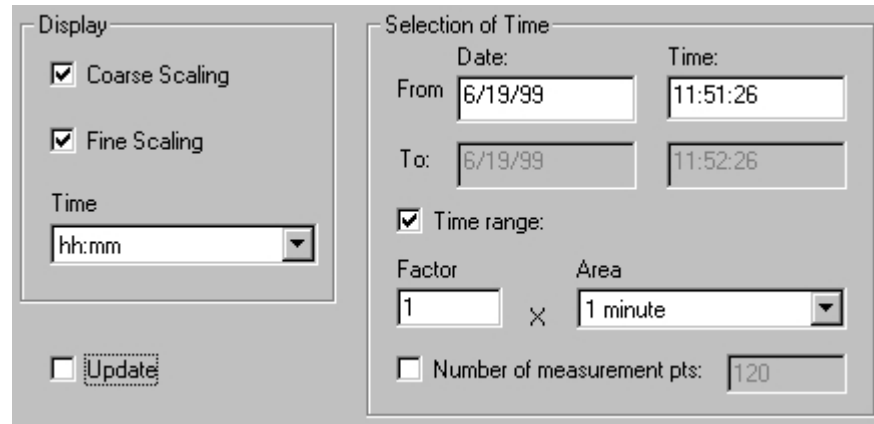 Display
Coarse Scaling
Fine Scaling
Time
hh:mm
Update
Selection of Time
Date: Time:
From 6/19/99 11:51:26
To: 6/19/99 11:52:26
Time range:
Factor Area
1 X 1 minute
Number of measurement pts: 120